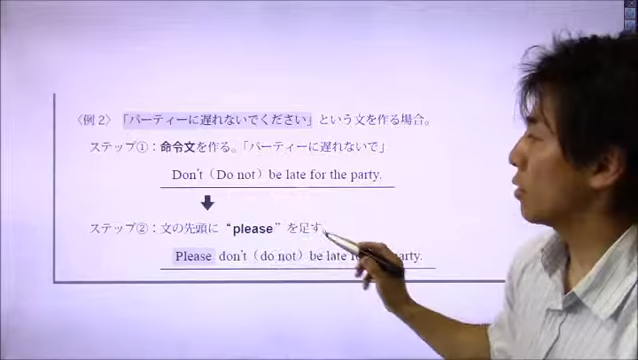 〈例 2〉「パーティーに遅れないでください」という文を作る場合。
ステップ①：命令文を作る。「パーティーに遅れないで」
Don't（Do not）be late for the party.
ステップ②：文の先頭に“please”を足す。
Please don't（do not）be late party.